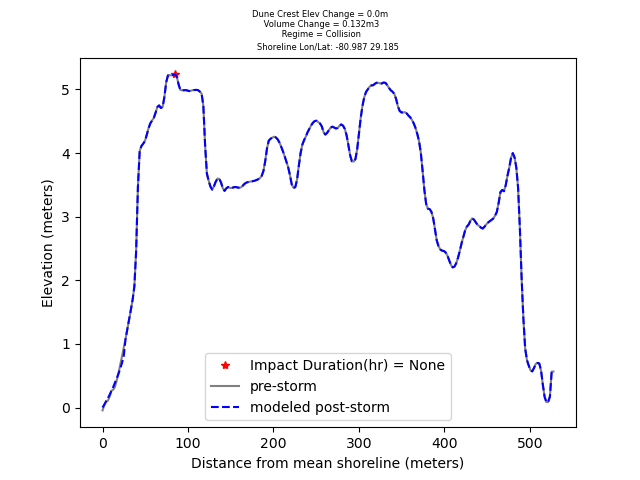 Dune Crest Elev Change = 0.0m
Volume Change = 0.132m3
Regime = Collision
Shoreline Lon/Lat: -80.987 29.185
5
4
3
2
1
0
Elevation (meters)
Impact Duration(hr) = None
pre-storm
modeled post-storm
0 100 200 300 400 500
Distance from mean shoreline (meters)